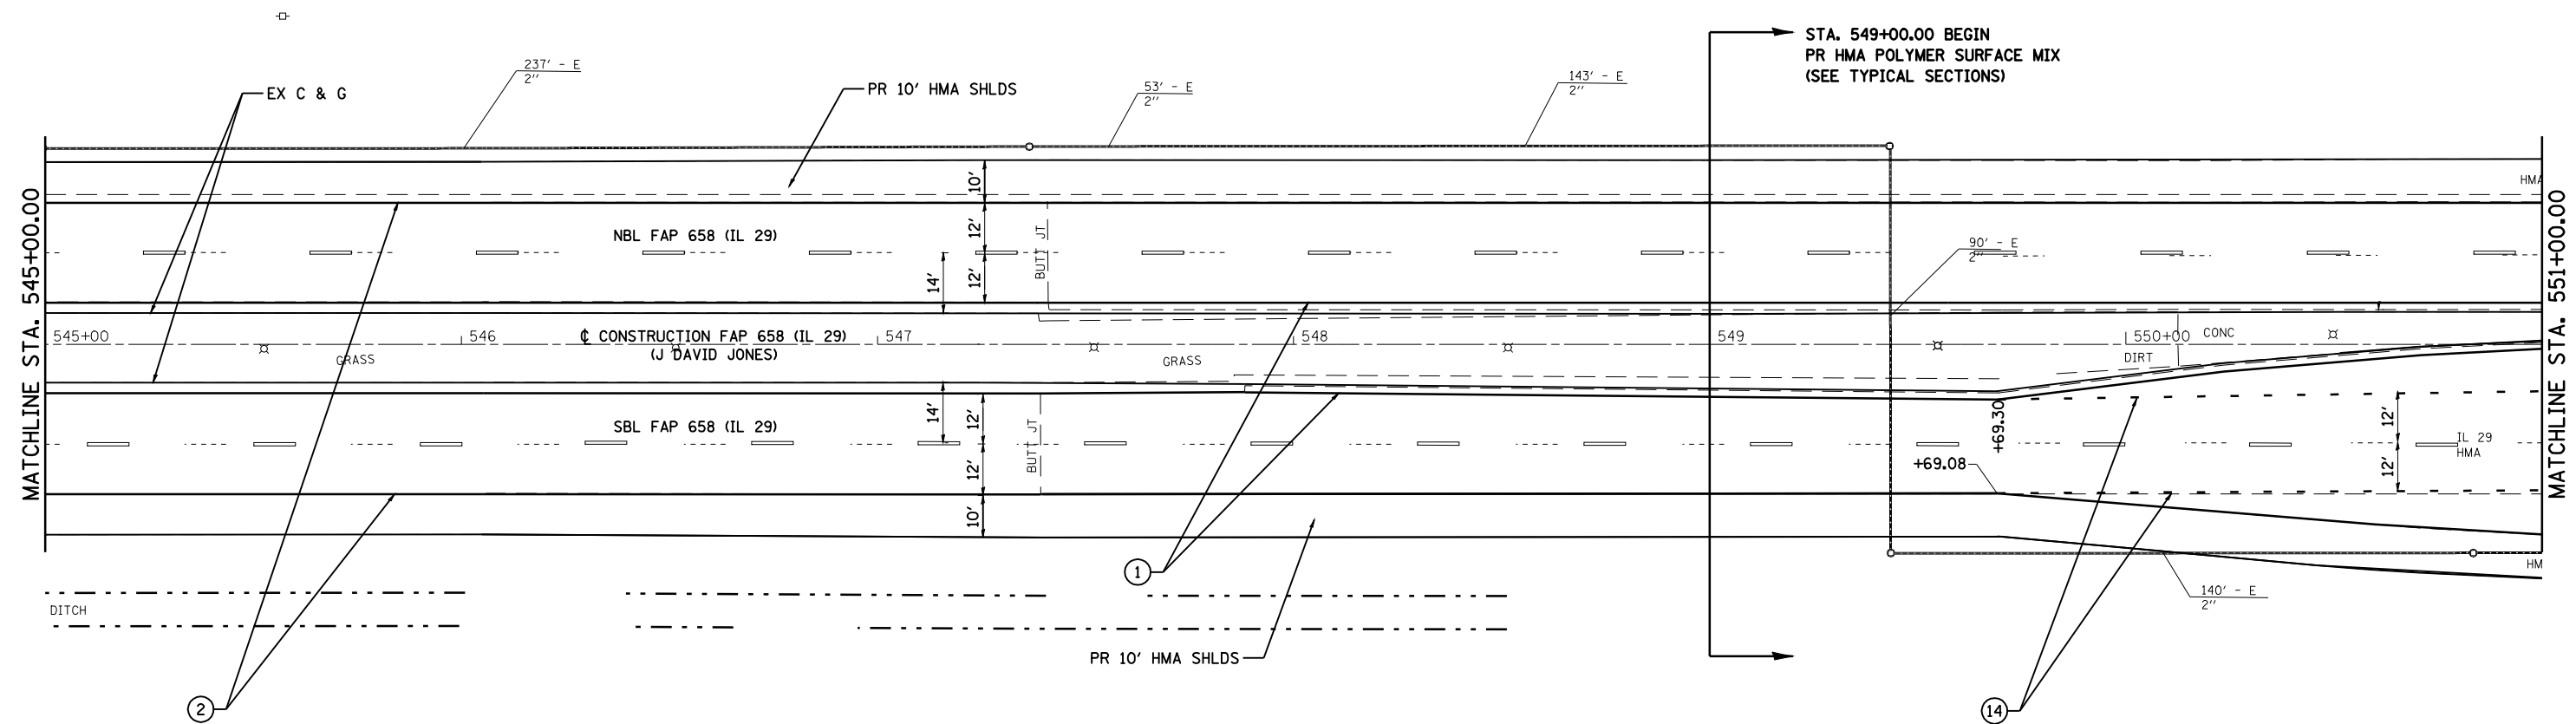 STA. 549+00.00 BEGIN
PR HMA POLYMER SURFACE MIX
(SEE TYPICAL SECTIONS)
237' - E
2''
EX C & G
PR 10' HMA SHLDS
53' - E
2''
143' - E
2''
MATCHLINE STA. 545+00.00
MATCHLINE STA. 551+00.00
HMA
10'
12'
12'
14'
NBL FAP 658 (IL 29)
BUTT JT
90' - E
2''
545+00
546
℄ CONSTRUCTION FAP 658 (IL 29)
(J DAVID JONES)
547
548
549
550+00
CONC
GRASS
GRASS
DIRT
14'
12'
12'
10'
SBL FAP 658 (IL 29)
BUTT JT
+69.30
+69.08
12'
12'
IL 29
HMA
HM
1
DITCH
140' - E
2''
PR 10' HMA SHLDS
2
14